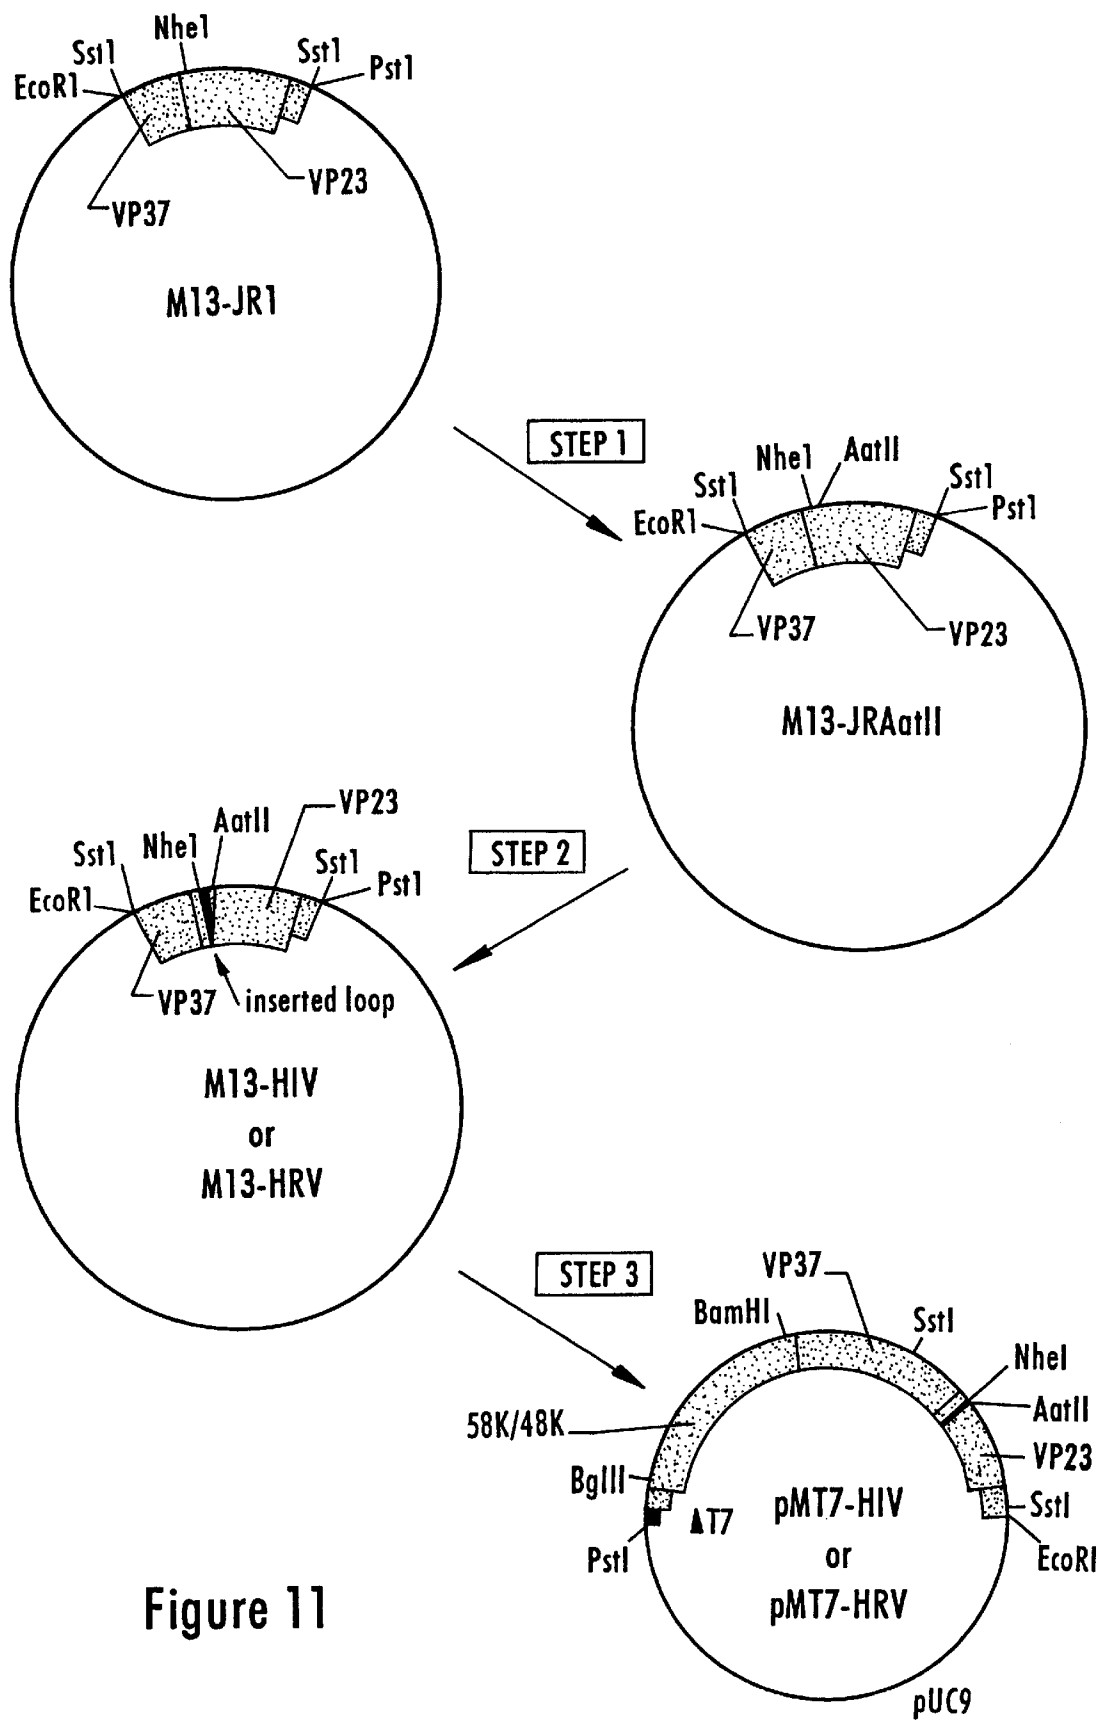 Nhe1
Sst1
Sst1
Pst1
EcoR1
VP23
VP37
M13-JR1
STEP 1
AatII
Nhe1
Sst1
Sst1
Pst1
EcoR1
VP37
VP23
M13-JRAatII
VP23
AatII
STEP 2
Nhe1
Sst1
Sst1
Pst1
EcoR1
VP37
inserted loop
M13-HIV
or
M13-HRV
STEP 3
VP37
BamHI
SstI
NheI
AatII
58K/48K
VP23
BglII
SstI
T7
pMT7-HIV
or
pMT7-HRV
PstI
EcoRI
Figure 11
pUC9